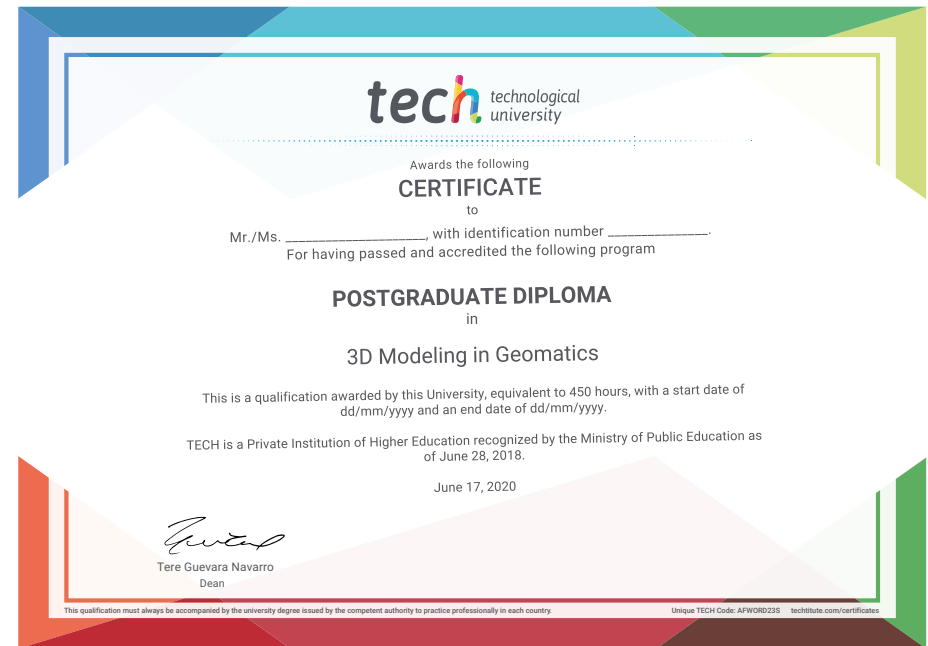 tech technological
university
Awards the following
CERTIFICATE
to
Mr./Ms. ______________________, with identification number ________________.
For having passed and accredited the following program
POSTGRADUATE DIPLOMA
in
3D Modeling in Geomatics
This is a qualification awarded by this University, equivalent to 450 hours, with a start date of
dd/mm/yyyy and an end date of dd/mm/yyyy.
TECH is a Private Institution of Higher Education recognized by the Ministry of Public Education as
of June 28, 2018.
June 17, 2020
Tere Guevara Navarro
Dean
This qualification must always be accompanied by the university degree issued by the competent authority to practice professionally in each country.
Unique TECH Code: AFWORD23S techtitute.com/certificates